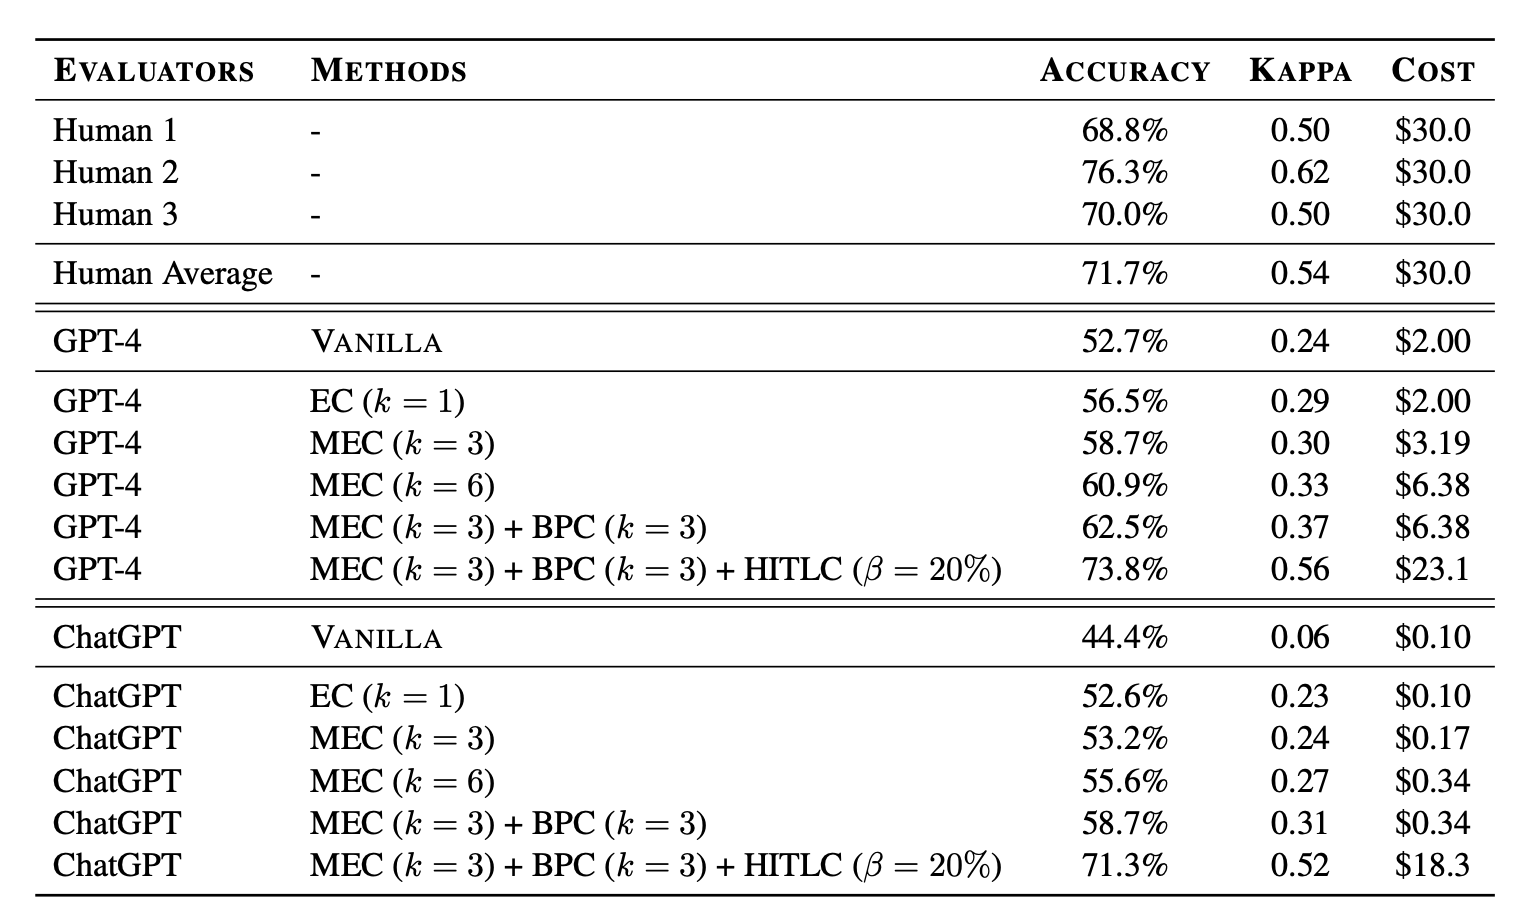 EVALUATORS METHODS ACCURACY KAPPA COST
Human 1 - 68.8% 0.50 $30.0
Human 2 - 76.3% 0.62 $30.0
Human 3 - 70.0% 0.50 $30.0
Human Average - 71.7% 0.54 $30.0
GPT-4 VANILLA 52.7% 0.24 $2.00
GPT-4 EC (k = 1) 56.5% 0.29 $2.00
GPT-4 MEC (k = 3) 58.7% 0.30 $3.19
GPT-4 MEC (k = 6) 60.9% 0.33 $6.38
GPT-4 MEC (k = 3) + BPC (k = 3) 62.5% 0.37 $6.38
GPT-4 MEC (k = 3) + BPC (k = 3) + HITLC (β = 20%) 73.8% 0.56 $23.1
ChatGPT VANILLA 44.4% 0.06 $0.10
ChatGPT EC (k = 1) 52.6% 0.23 $0.10
ChatGPT MEC (k = 3) 53.2% 0.24 $0.17
ChatGPT MEC (k = 6) 55.6% 0.27 $0.34
ChatGPT MEC (k = 3) + BPC (k = 3) 58.7% 0.31 $0.34
ChatGPT MEC (k = 3) + BPC (k = 3) + HITLC (β = 20%) 71.3% 0.52 $18.3